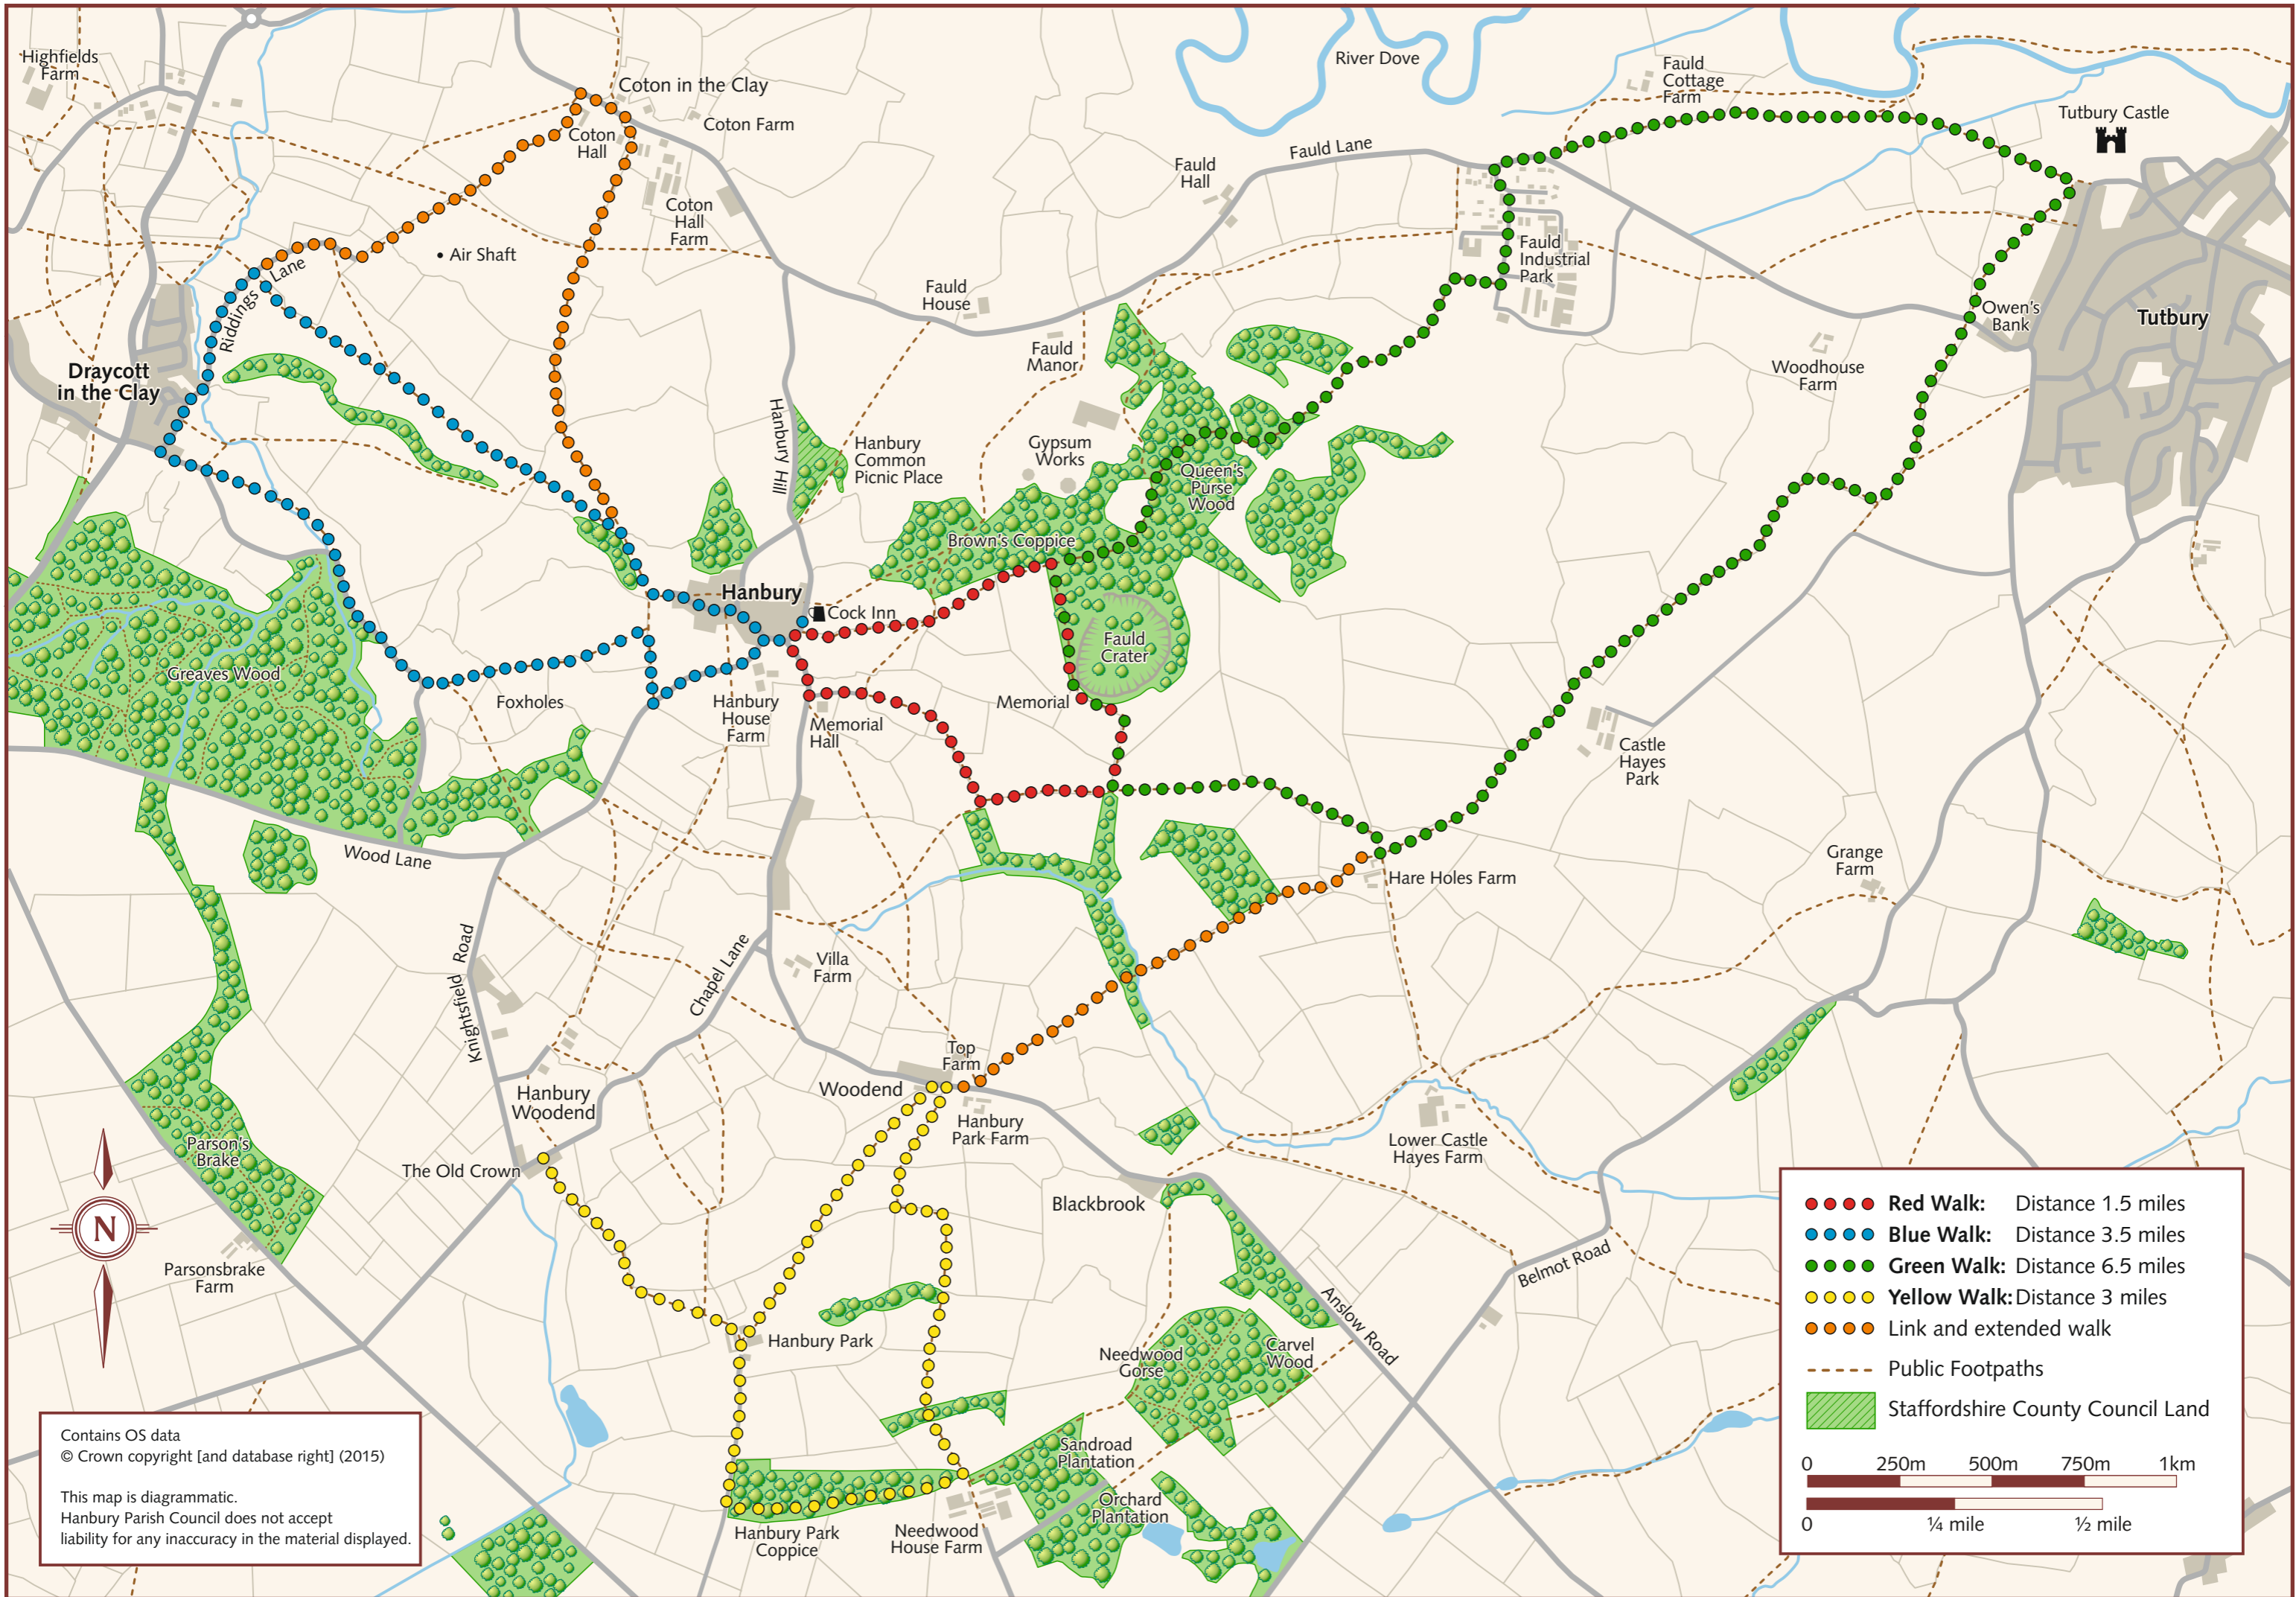 Highfields
Farm
Coton in the Clay
Coton Farm
Coton
Hall
Coton
Hall
Farm
River Dove
Fauld
Cottage
Farm
Tutbury Castle
Fauld Lane
Fauld
Hall
Air Shaft
Riddings Lane
Fauld
Industrial
Park
Fauld
House
Owen's
Bank
Tutbury
Fauld
Manor
Woodhouse
Farm
Draycott
in the Clay
Hanbury Hill
Hanbury
Common
Picnic Place
Gypsum
Works
Queen's
Purse
Wood
Brown's Coppice
Hanbury
Cock Inn
Fauld
Crater
Greaves Wood
Foxholes
Hanbury
House
Farm
Memorial
Hall
Memorial
Castle
Hayes
Park
Wood Lane
Hare Holes Farm
Grange
Farm
Knightsfield Road
Chapel Lane
Villa
Farm
Top
Farm
Woodend
Hanbury
Woodend
Hanbury
Park Farm
Lower Castle
Hayes Farm
Parson's
Brake
The Old Crown
Blackbrook
Parsonsbrake
Farm
Belmot Road
Anslow Road
Hanbury Park
Needwood
Gorse
Carvel
Wood
Sandroad
Plantation
Orchard
Plantation
Hanbury Park
Coppice
Needwood
House Farm
N
Contains OS data
© Crown copyright [and database right] (2015)
This map is diagrammatic.
Hanbury Parish Council does not accept
liability for any inaccuracy in the material displayed.
Red Walk: Distance 1.5 miles
Blue Walk: Distance 3.5 miles
Green Walk: Distance 6.5 miles
Yellow Walk: Distance 3 miles
Link and extended walk
Public Footpaths
Staffordshire County Council Land
0 250m 500m 750m 1km
0 ¼ mile ½ mile